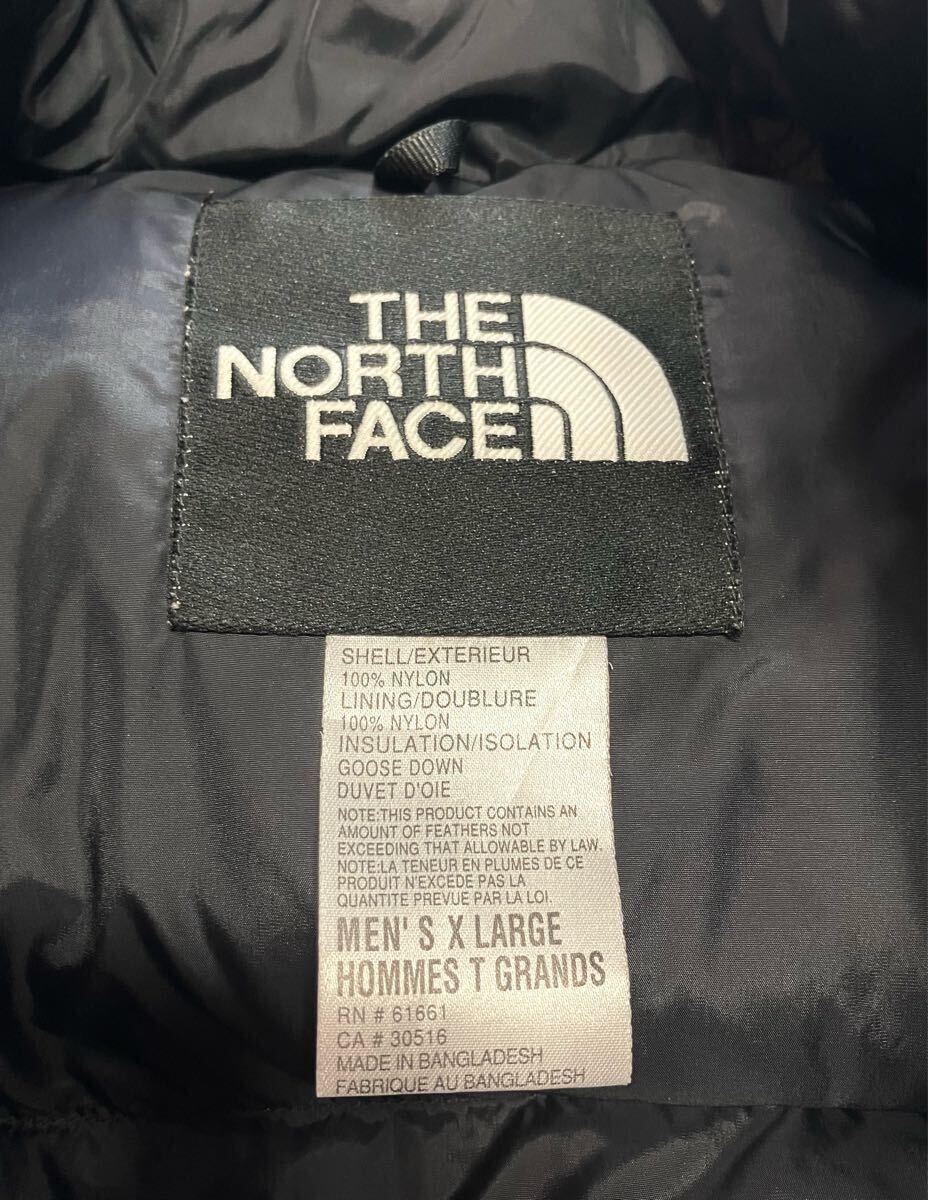 THE
NORTH
FACE
SHELL/EXTERIEUR
100% NYLON
LINING/DOUBLURE
100% NYLON
INSULATION/ISOLATION
GOOSE DOWN
DUVET D'OIE
NOTE:THIS PRODUCT CONTAINS AN
AMOUNT OF FEATHERS NOT
EXCEEDING THAT ALLOWABLE BY LAW.
NOTE:LA TENEUR EN PLUMES DE CE
PRODUIT N'EXCEDE PAS LA
QUANTITE PREVUE PAR LA LOI.
MEN' S X LARGE
HOMMES T GRANDS
RN # 61661
CA # 30516
MADE IN BANGLADESH
FABRIQUE AU BANGLADESH